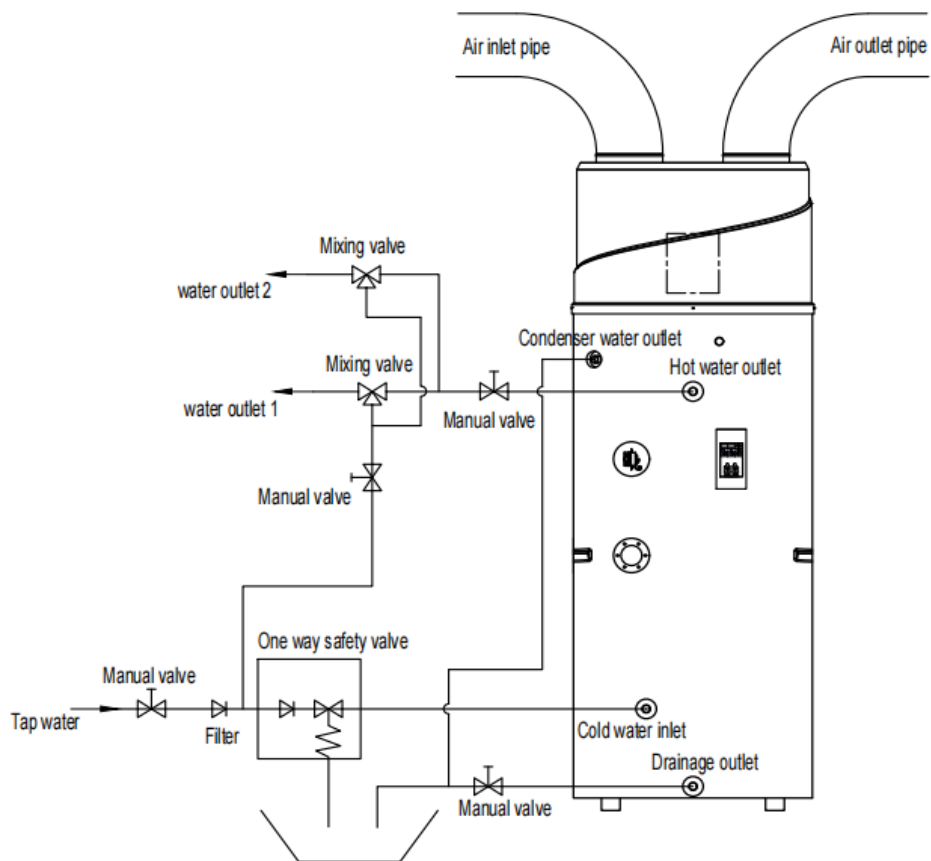 Air inlet pipe
Air outlet pipe
Mixing valve
water outlet 2
Condenser water outlet
Mixing valve
Hot water outlet
water outlet 1
Manual valve
Manual valve
One way safety valve
Manual valve
Tap water
Filter
Cold water inlet
Drainage outlet
Manual valve